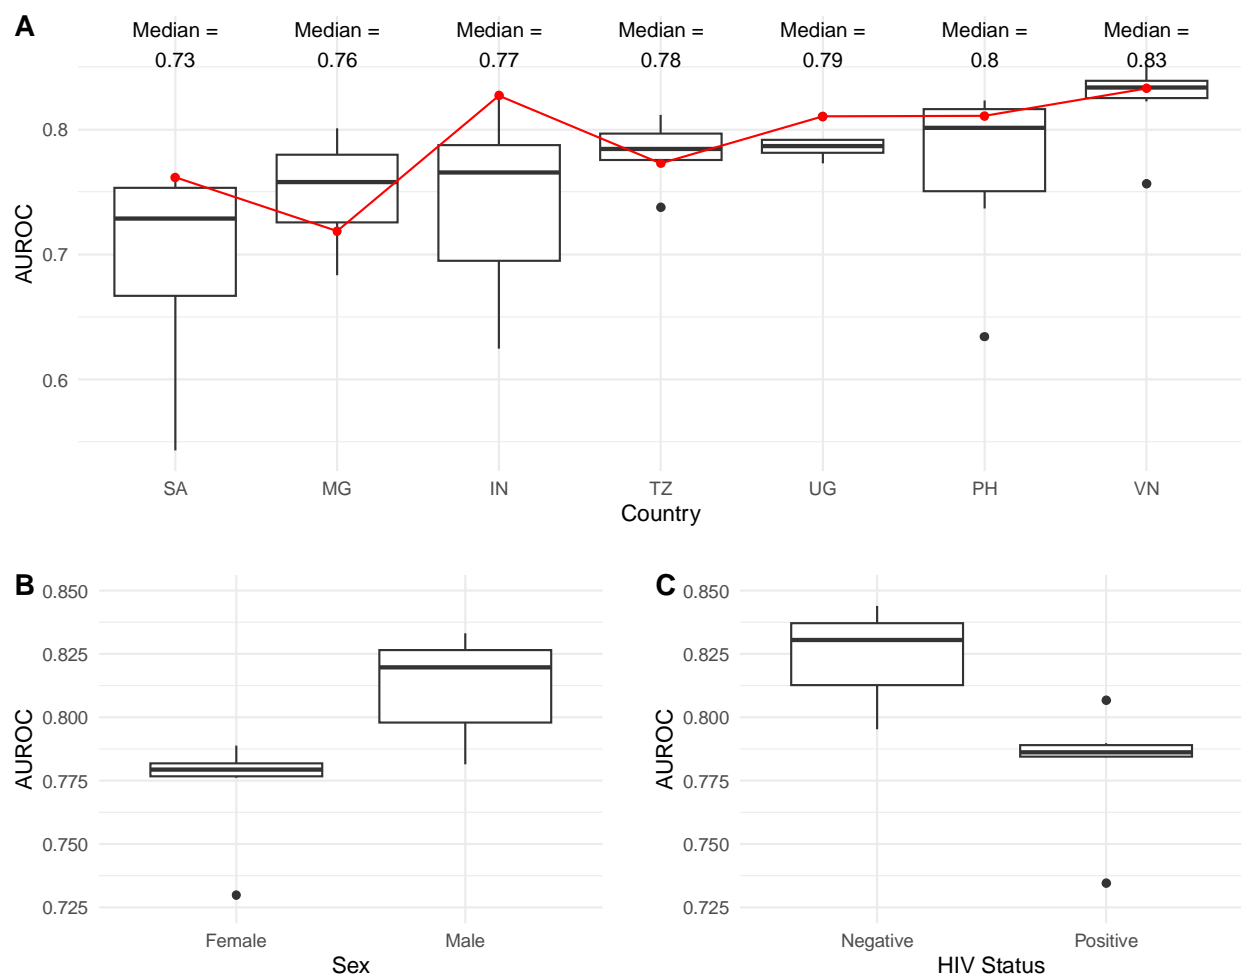 A
Median = Median = Median = Median = Median = Median = Median =
0.73 0.76 0.77 0.78 0.79 0.8 0.83
0.8
0.7
0.6
AUROC
SA MG IN TZ UG PH VN
Country
B
0.850
0.825
0.800
0.775
0.750
0.725
AUROC
Female Male
Sex
C
0.850
0.825
0.800
0.775
0.750
0.725
AUROC
Negative Positive
HIV Status